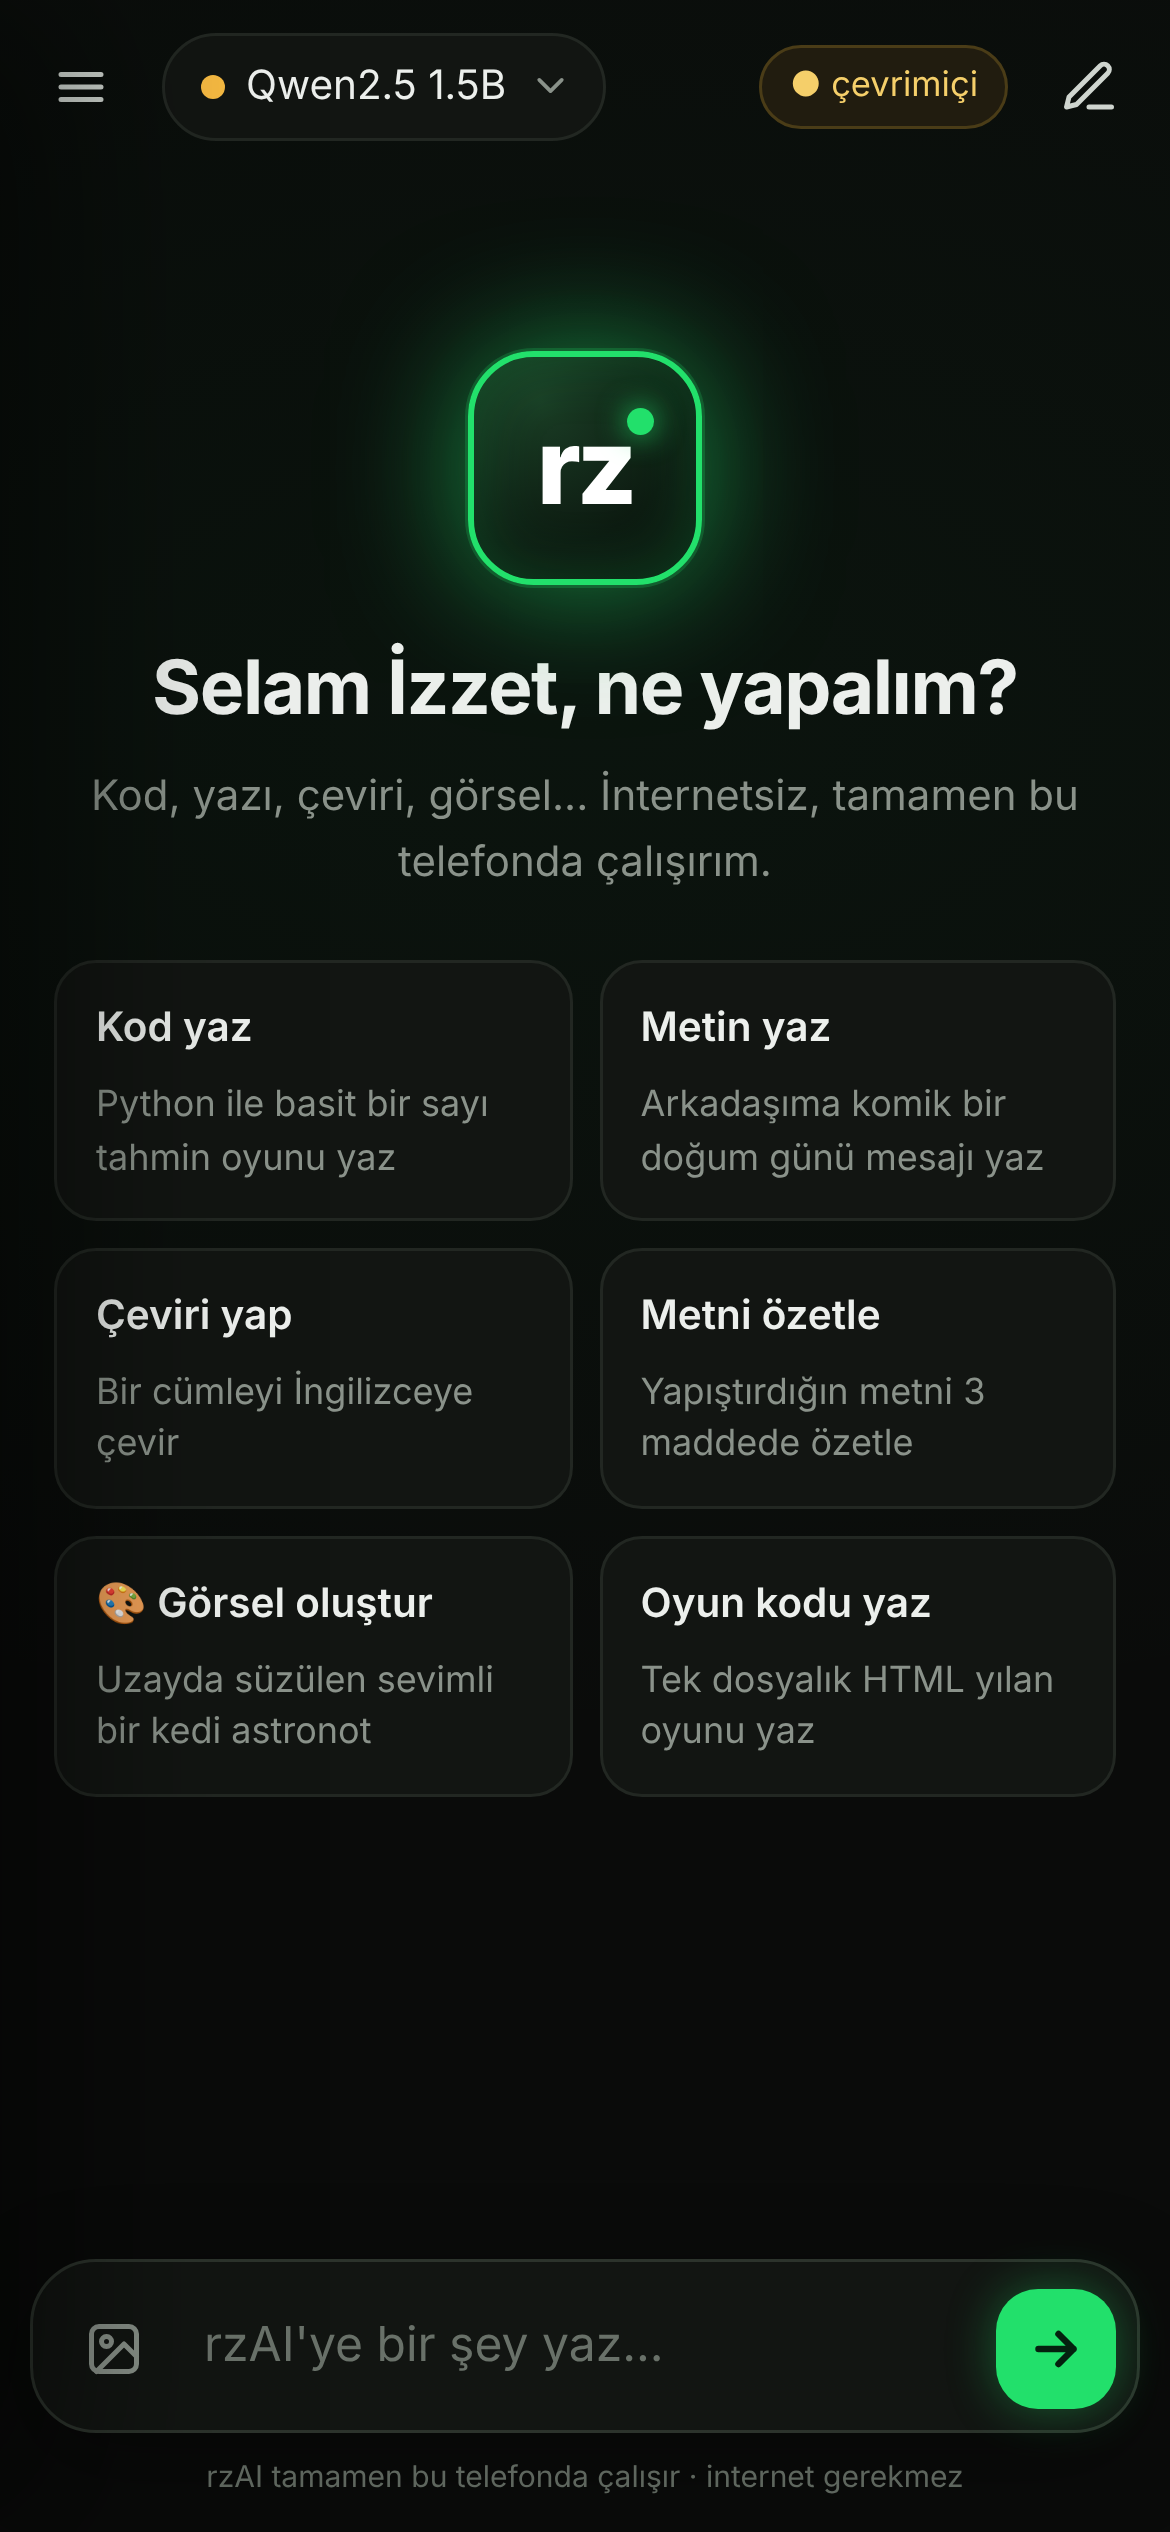 Qwen2.5 1.5B
çevrimiçi
rz
Selam İzzet, ne yapalım?
Kod, yazı, çeviri, görsel... İnternetsiz, tamamen bu
telefonda çalışırım.
Kod yaz
Python ile basit bir sayı
tahmin oyunu yaz
Metin yaz
Arkadaşıma komik bir
doğum günü mesajı yaz
Çeviri yap
Bir cümleyi İngilizceye
çevir
Metni özetle
Yapıştırdığın metni 3
maddede özetle
🎨 Görsel oluştur
Uzayda süzülen sevimli
bir kedi astronot
Oyun kodu yaz
Tek dosyalık HTML yılan
oyunu yaz
rzAI'ye bir şey yaz...
rzAI tamamen bu telefonda çalışır · internet gerekmez